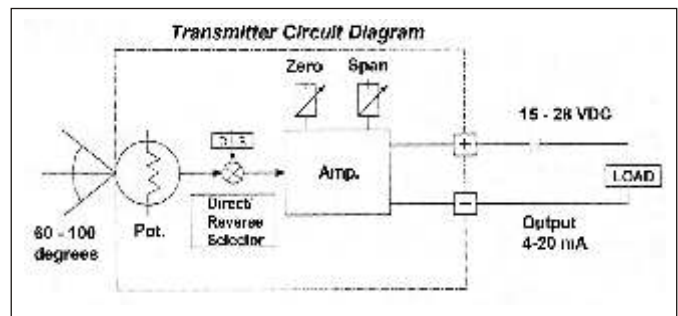 Transmitter Circuit Diagram
Zero Span
15 - 28 VDC
Amp.
LOAD
Direct/
Reverse
Selector
Pot.
60 - 100
degrees
Output
4-20 mA